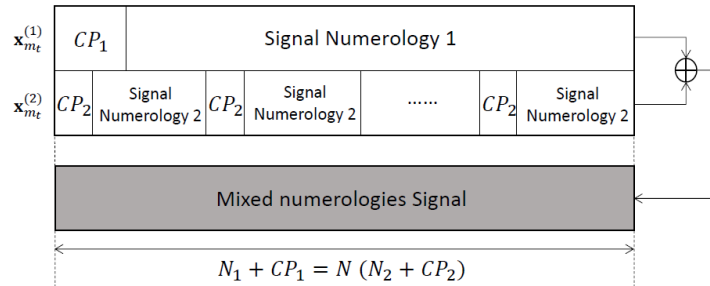 x_{m_t}^{(1)} CP_1 Signal Numerology 1
x_{m_t}^{(2)} CP_2 Signal Numerology 2 CP_2 Signal Numerology 2 ...... CP_2 Signal Numerology 2
Mixed numerologies Signal
N_1 + CP_1 = N (N_2 + CP_2)